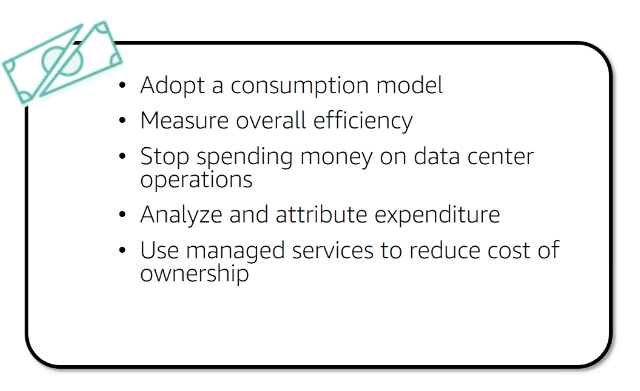 • Adopt a consumption model
• Measure overall efficiency
• Stop spending money on data center
operations
• Analyze and attribute expenditure
• Use managed services to reduce cost of
ownership